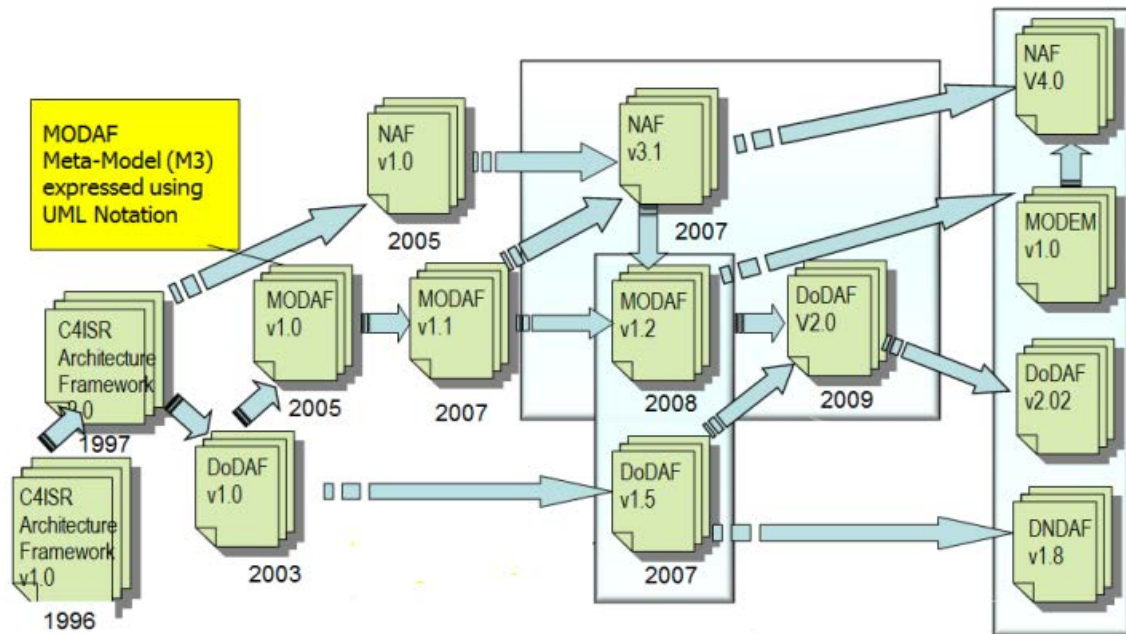 MODAF
Meta-Model (M3)
expressed using
UML Notation
NAF
v1.0
2005
NAF
v3.1
2007
NAF
V4.0
MODEM
v1.0
C4ISR
Architecture
Framework
1997
MODAF
v1.0
2005
MODAF
v1.1
2007
MODAF
v1.2
2008
DoDAF
V2.0
2009
DoDAF
v2.02
C4ISR
Architecture
Framework
v1.0
1996
DoDAF
v1.0
2003
DoDAF
v1.5
2007
DNDAF
v1.8